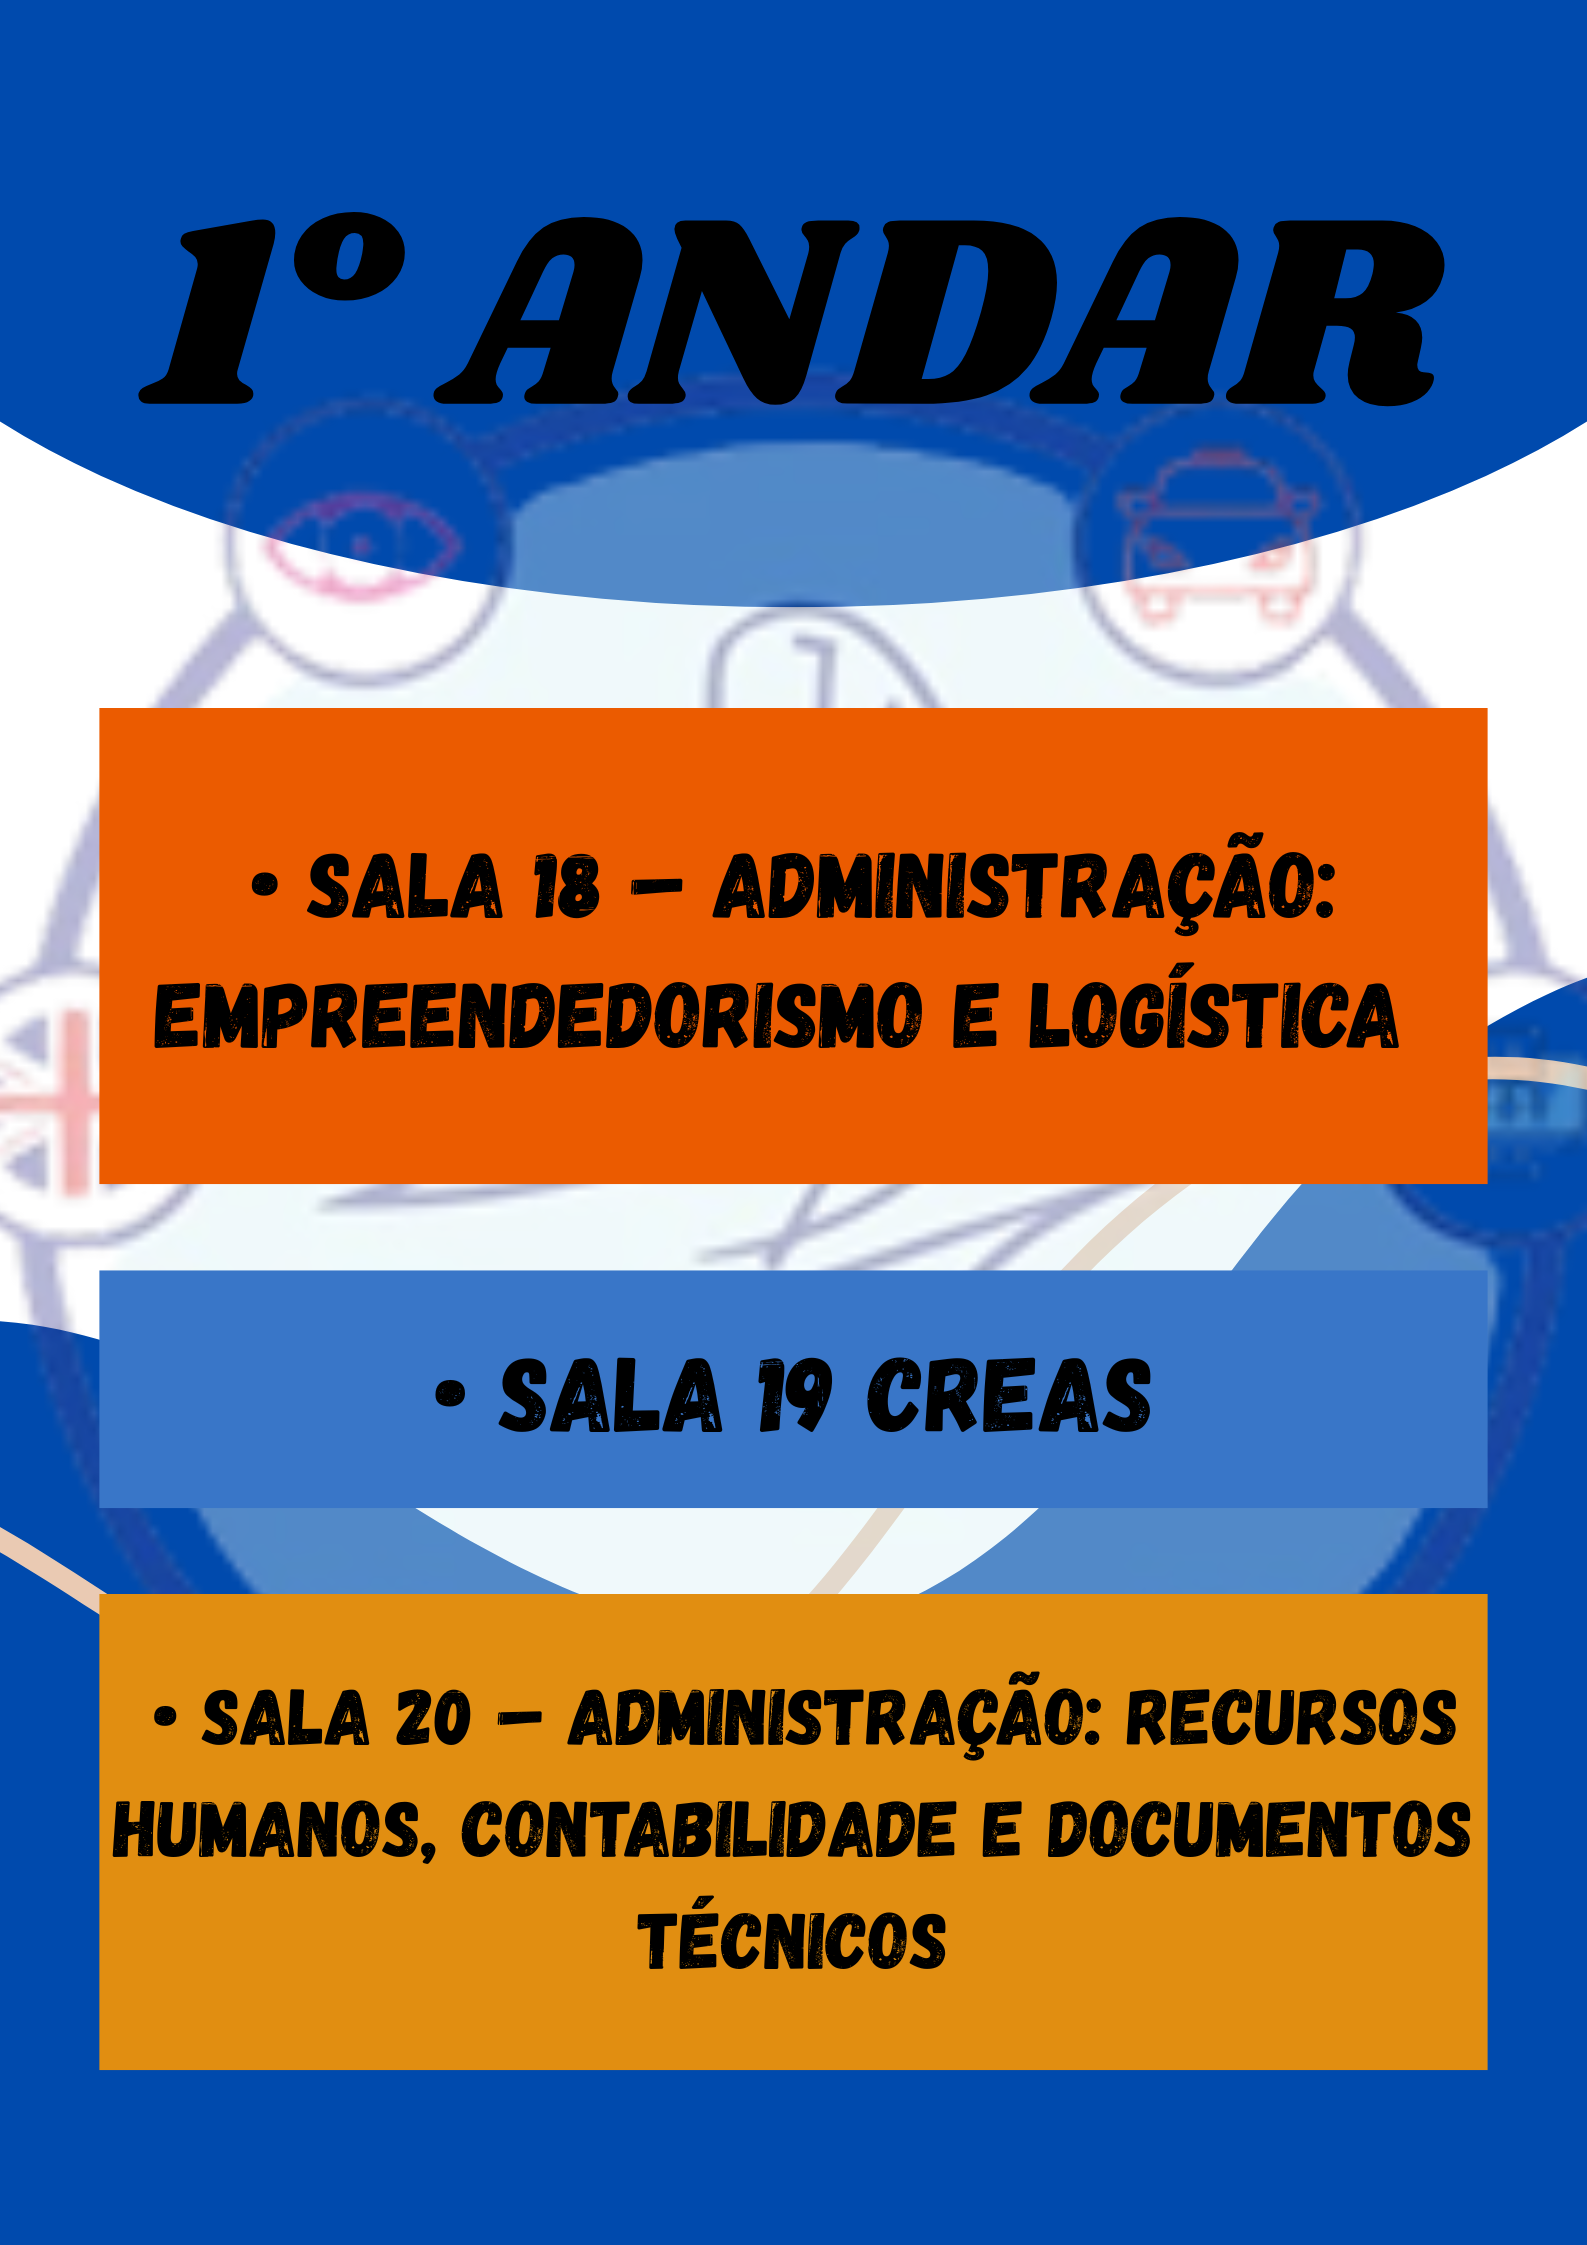 1º ANDAR
• SALA 18 – ADMINISTRAÇÃO:
EMPREENDEDORISMO E LOGÍSTICA
• SALA 19 CREAS
• SALA 20 – ADMINISTRAÇÃO: RECURSOS
HUMANOS, CONTABILIDADE E DOCUMENTOS
TÉCNICOS